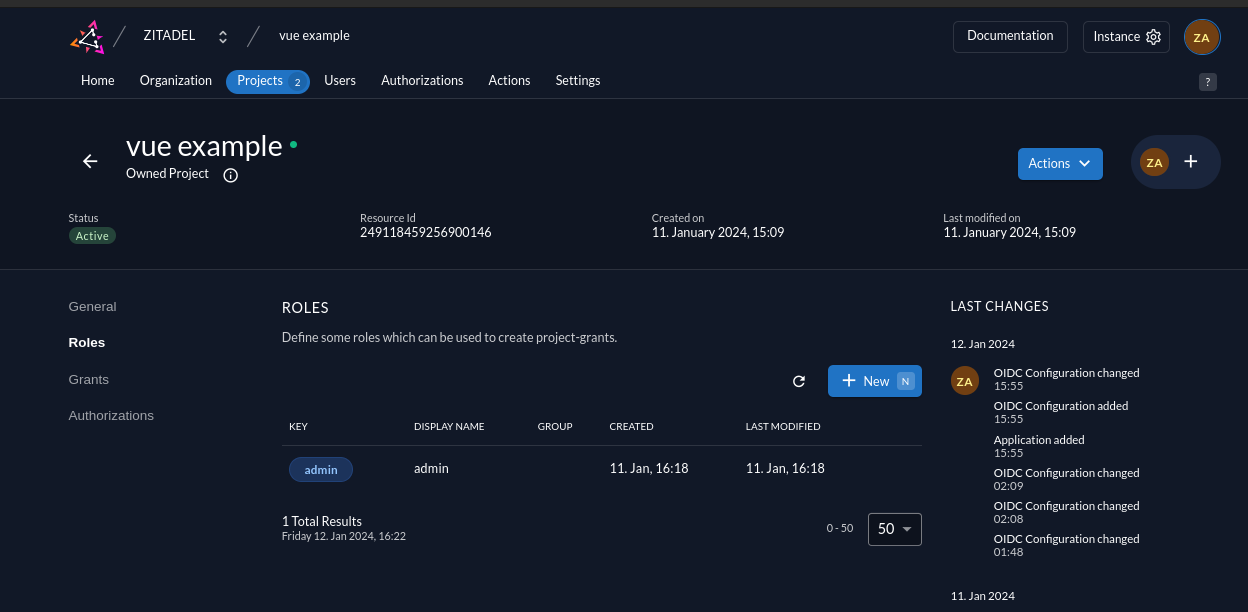 ZITADEL
vue example
Documentation
Instance
ZA
Home
Organization
Projects 2
Users
Authorizations
Actions
Settings
?
vue example
Owned Project
Actions
ZA
Status
Active
Resource Id
249118459256900146
Created on
11. January 2024, 15:09
Last modified on
11. January 2024, 15:09
General
Roles
Grants
Authorizations
ROLES
Define some roles which can be used to create project-grants.
New N
KEY DISPLAY NAME GROUP CREATED LAST MODIFIED
admin admin 11. Jan, 16:18 11. Jan, 16:18
1 Total Results
Friday 12. Jan 2024, 16:22
0 - 50
50
LAST CHANGES
12. Jan 2024
ZA
OIDC Configuration changed
15:55
OIDC Configuration added
15:55
Application added
15:55
OIDC Configuration changed
02:09
OIDC Configuration changed
02:08
OIDC Configuration changed
01:48
11. Jan 2024